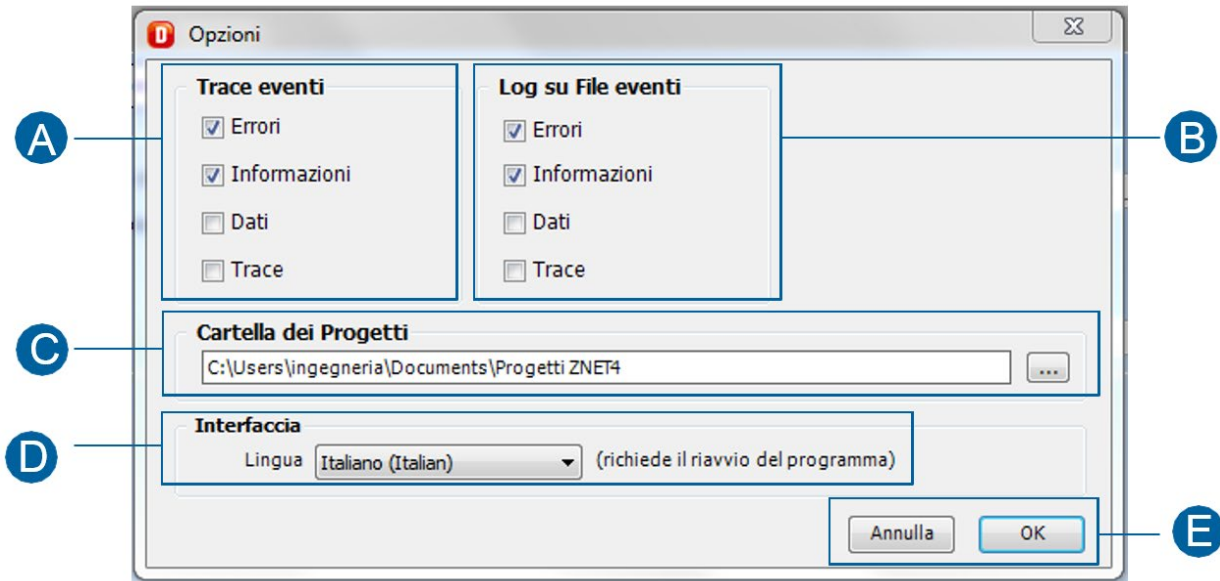 Opzioni
A
Trace eventi
Errori
Informazioni
Dati
Trace
Log su File eventi
Errori
Informazioni
Dati
Trace
B
C
Cartella dei Progetti
C:\Users\ingegneria\Documents\Progetti ZNET4
...
D
Interfaccia
Lingua Italiano (Italian) (richiede il riavvio del programma)
Annulla OK
E